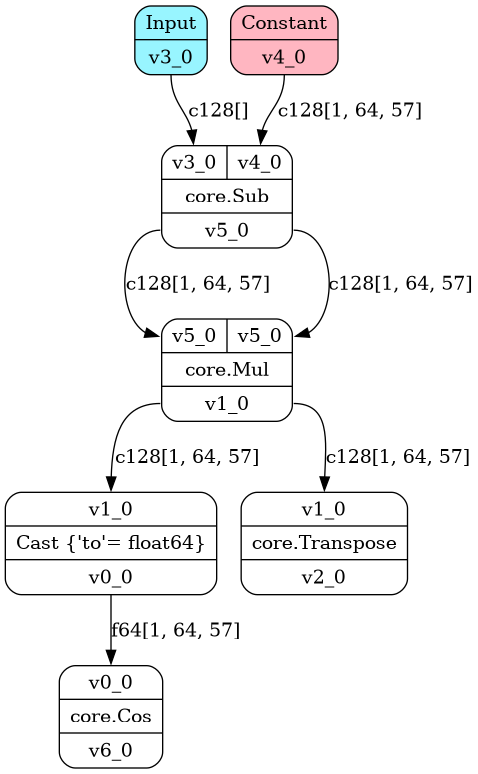 Input
v3_0
Constant
v4_0
c128[]
c128[1, 64, 57]
v3_0
v4_0
core.Sub
v5_0
c128[1, 64, 57]
c128[1, 64, 57]
v5_0
v5_0
core.Mul
v1_0
c128[1, 64, 57]
c128[1, 64, 57]
v1_0
Cast {'to'= float64}
v0_0
v1_0
core.Transpose
v2_0
f64[1, 64, 57]
v0_0
core.Cos
v6_0